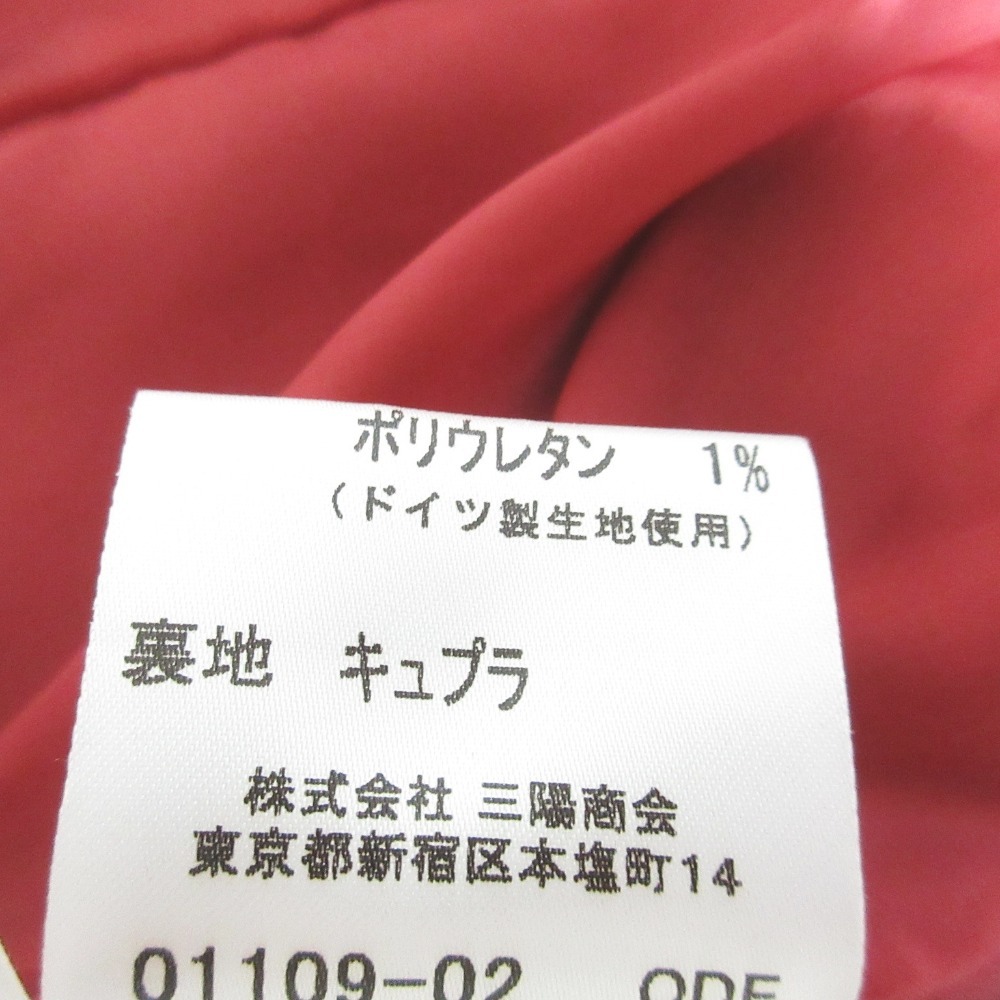 ポリウレタン 1%
(ドイツ製生地使用)
裏地 キュプラ
株式会社 三陽商会
東京都新宿区本塩町14
01109-02